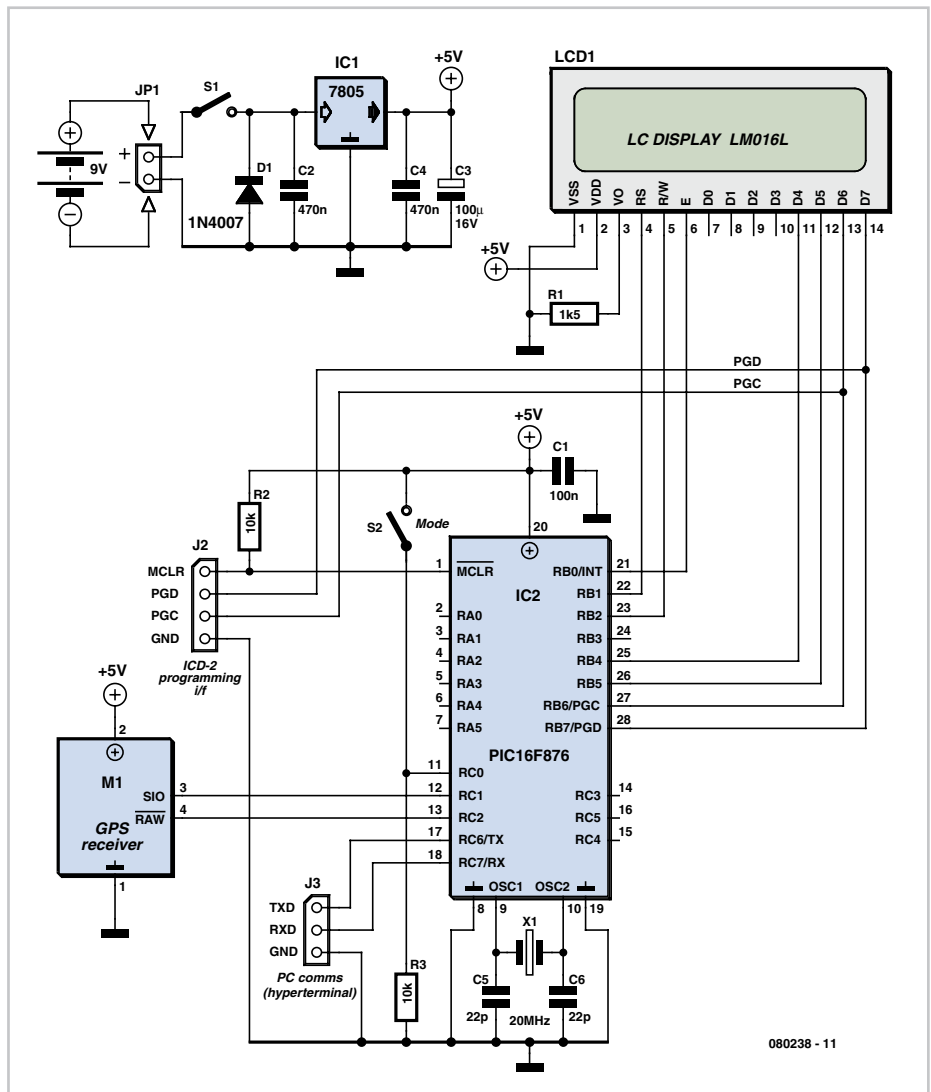 JP1
S1
IC1
7805
+5V
+
9V
–
D1
1N4007
C2
470n
C4
470n
C3
100µ
16V
LCD1
LC DISPLAY LM016L
VSS VDD VO RS R/W E D0 D1 D2 D3 D4 D5 D6 D7
1 2 3 4 5 6 7 8 9 10 11 12 13 14
+5V
R1
1k5
PGD
PGC
+5V
C1
100n
R2
10k
S2
Mode
J2
MCLR
PGD
PGC
GND
ICD-2
programming
i/f
20
IC2
PIC16F876
1 MCLR
2 RA0
3 RA1
4 RA2
5 RA3
6 RA4
7 RA5
11 RC0
12 RC1
13 RC2
17 RC6/TX
18 RC7/RX
RB0/INT 21
RB1 22
RB2 23
RB3 24
RB4 25
RB5 26
RB6/PGC 27
RB7/PGD 28
RC3 14
RC5 16
RC4 15
OSC1 OSC2
8 9 10 19
+5V
2
M1
GPS
receiver
SIO 3
RAW 4
1
J3
TXD
RXD
GND
PC comms
(hyperterminal)
R3
10k
X1
20MHz
C5
22p
C6
22p
080238 - 11